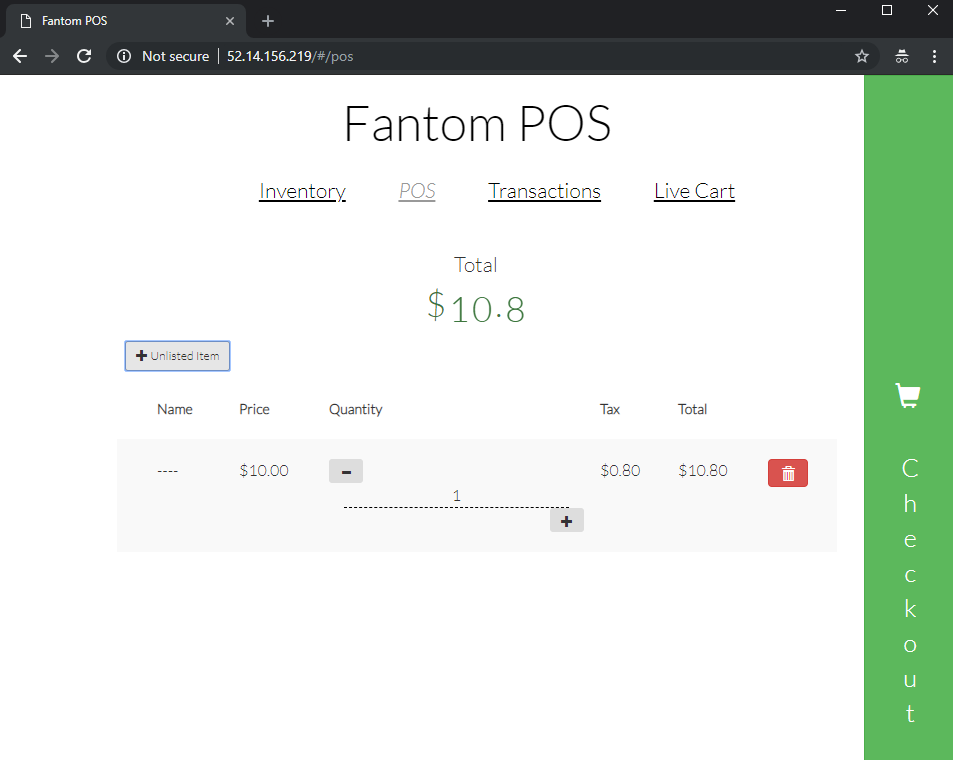 Fantom POS
Not secure 52.14.156.219/#/pos
Fantom POS
Inventory POS Transactions Live Cart
Total
$10.8
Unlisted Item
Name Price Quantity Tax Total
---- $10.00 $0.80 $10.80
1
Checkout